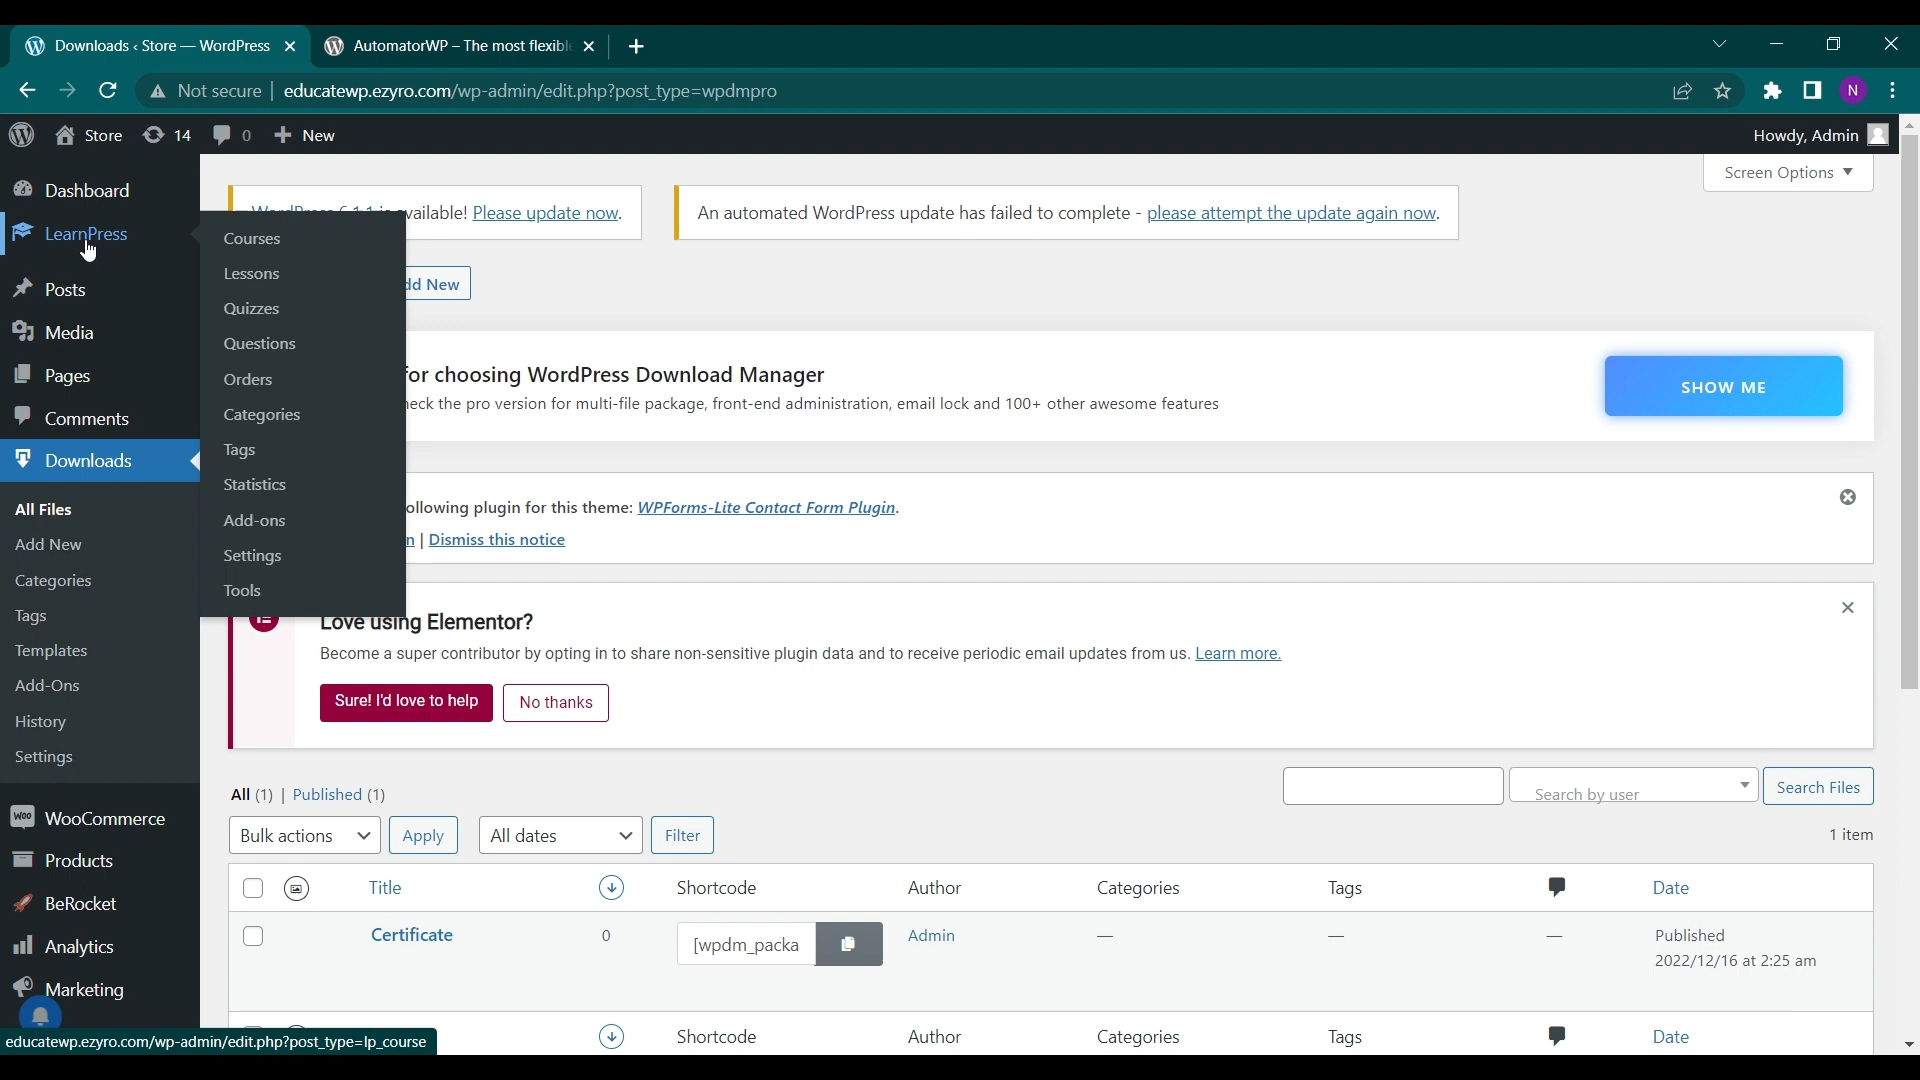 Downloads ‹ Store — WordPress
AutomatorWP – The most flexibl
Not secure | educatewp.ezyro.com/wp-admin/edit.php?post_type=wpdmpro
N
Store 14 0 New
Howdy, Admin
Screen Options
Dashboard
LearnPress
Posts
Media
Pages
Comments
Downloads
All Files
Add New
Categories
Tags
Templates
Add-Ons
History
Settings
WooCommerce
Products
BeRocket
Analytics
Marketing
educatewp.ezyro.com/wp-admin/edit.php?post_type=lp_course
Courses
Lessons
Quizzes
Questions
Orders
Categories
Tags
Statistics
Add-ons
Settings
Tools
vailable! Please update now.
An automated WordPress update has failed to complete - please attempt the update again now.
dd New
for choosing WordPress Download Manager
heck the pro version for multi-file package, front-end administration, email lock and 100+ other awesome features
SHOW ME
ollowing plugin for this theme: WPForms-Lite Contact Form Plugin.
n | Dismiss this notice
Love using Elementor?
Become a super contributor by opting in to share non-sensitive plugin data and to receive periodic email updates from us. Learn more.
Sure! I'd love to help
No thanks
All (1) | Published (1)
Search by user
Search Files
Bulk actions
Apply
All dates
Filter
1 item
Title Shortcode Author Categories Tags Date
Certificate 0 [wpdm_packa Admin — — — Published
2022/12/16 at 2:25 am
Shortcode Author Categories Tags Date